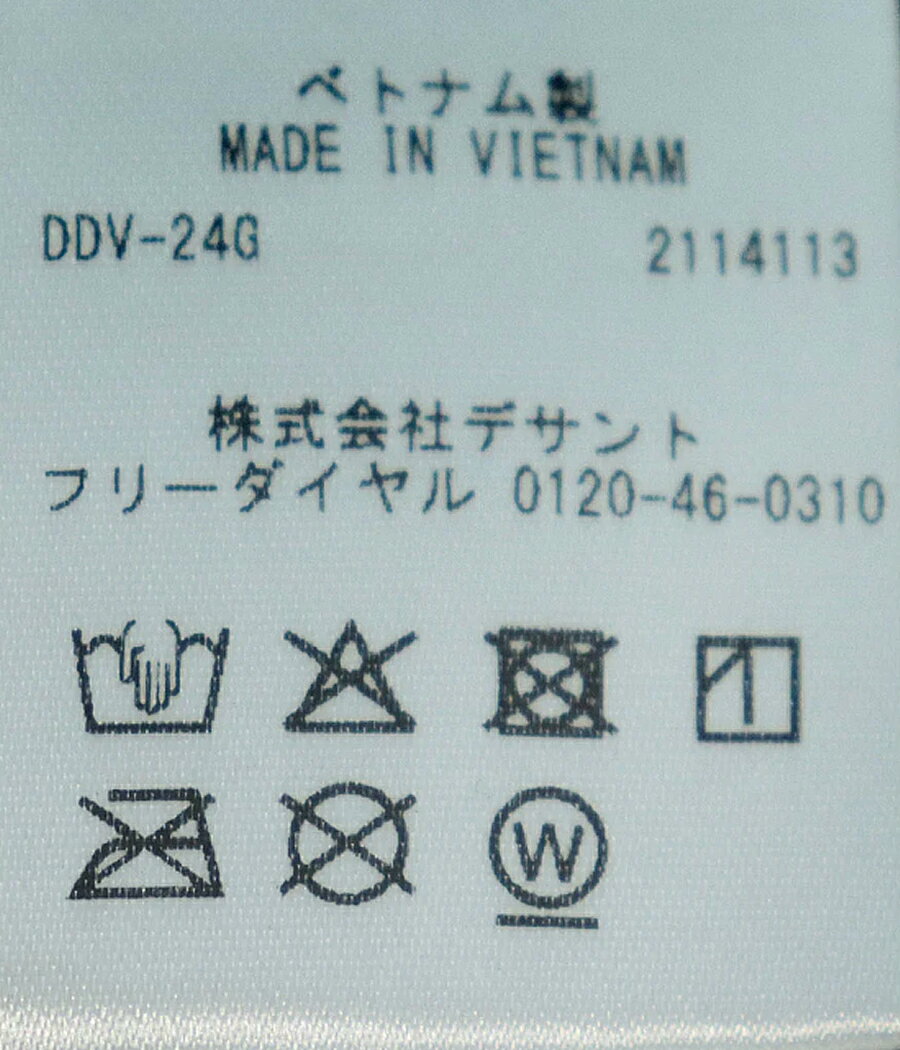 ベトナム製
MADE IN VIETNAM
DDV-24G 2114113
株式会社デサント
フリーダイヤル 0120-46-0310
W